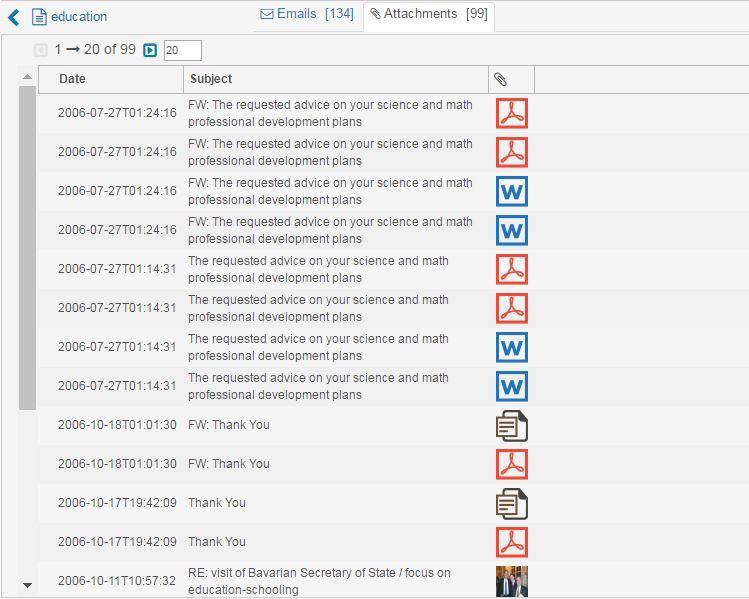 education
Emails [134]
Attachments [99]
1 → 20 of 99 20
Date Subject
2006-07-27T01:24:16 FW: The requested advice on your science and math
professional development plans
2006-07-27T01:24:16 FW: The requested advice on your science and math
professional development plans
2006-07-27T01:24:16 FW: The requested advice on your science and math
professional development plans
W
2006-07-27T01:24:16 FW: The requested advice on your science and math
professional development plans
W
2006-07-27T01:14:31 The requested advice on your science and math
professional development plans
2006-07-27T01:14:31 The requested advice on your science and math
professional development plans
2006-07-27T01:14:31 The requested advice on your science and math
professional development plans
W
2006-07-27T01:14:31 The requested advice on your science and math
professional development plans
W
2006-10-18T01:01:30 FW: Thank You
2006-10-18T01:01:30 FW: Thank You
2006-10-17T19:42:09 Thank You
2006-10-17T19:42:09 Thank You
2006-10-11T10:57:32 RE: visit of Bavarian Secretary of State / focus on
education-schooling